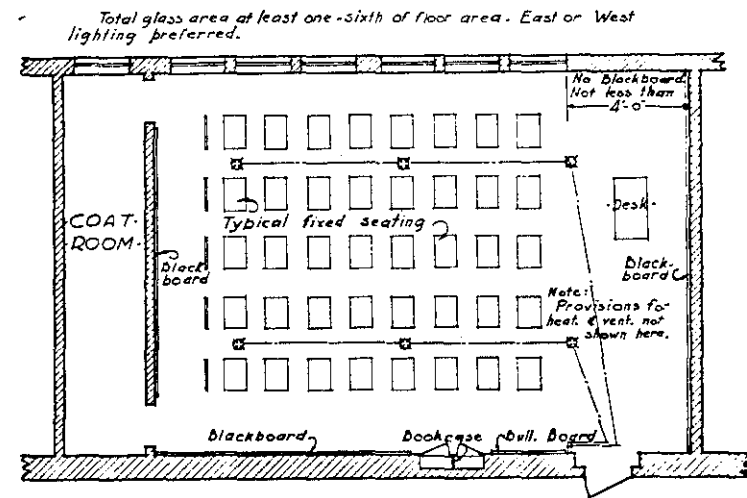 Total glass area at least one-sixth of floor area. East or West
lighting preferred.
No Blackboard
Not less than
4'-0"
COAT
ROOM
Black-
board
Typical fixed seating
Desk
Black-
board
Note:
Provisions for
heat. & vent. not
shown here.
Blackboard
Bookcase
Bull. Board